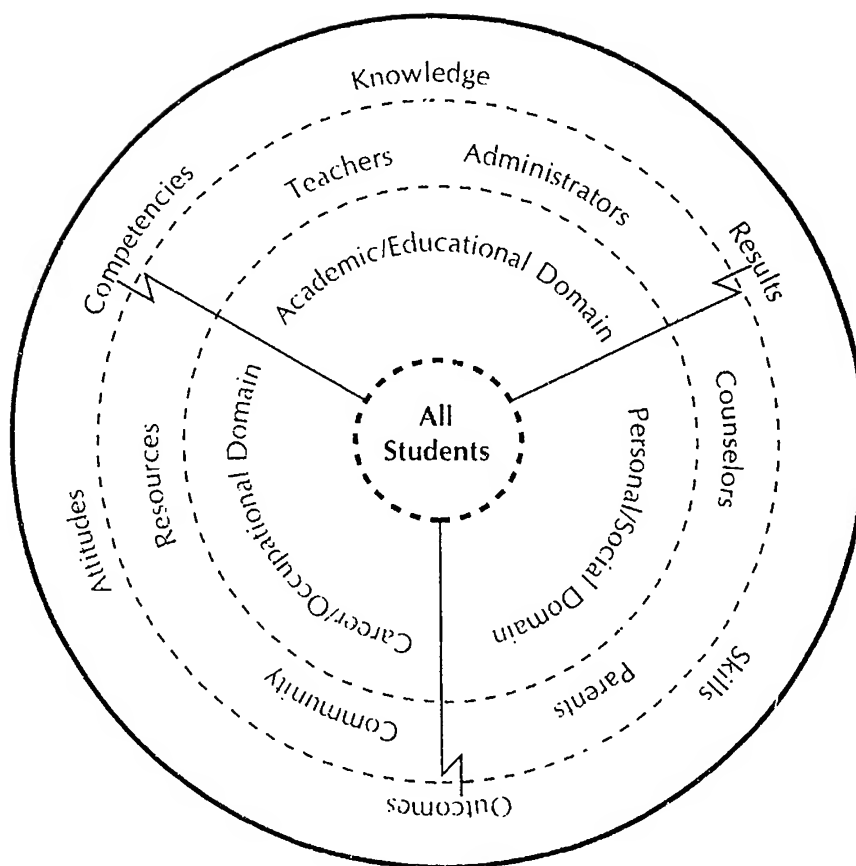 Knowledge
Competencies
Results
Attitudes
Skills
Outcomes
Teachers
Administrators
Resources
Counselors
Community
Parents
Academic/Educational Domain
Career/Occupational Domain
Personal/Social Domain
All
Students